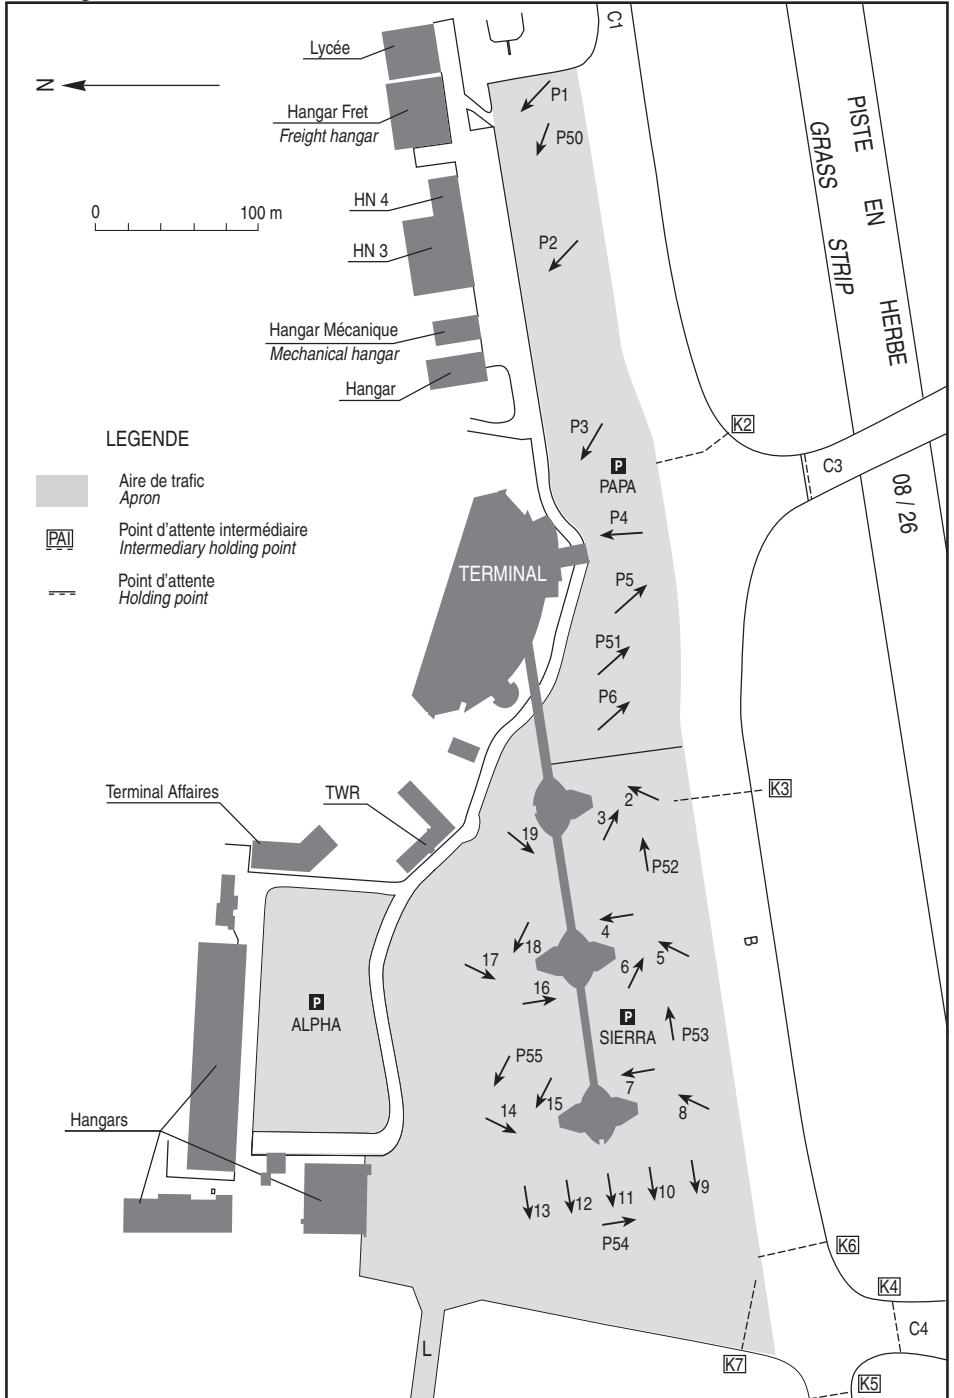 C1
Lycée
N
P1
Hangar Fret
Freight hangar
P50
PISTE
GRASS
HN 4
EN
0 100 m
P2
HN 3
STRIP
HERBE
Hangar Mécanique
Mechanical hangar
Hangar
K2
P3
LEGENDE
P
PAPA
C3
Aire de trafic
Apron
08 / 26
P4
PAI
Point d'attente intermédiaire
Intermediary holding point
TERMINAL
P5
Point d'attente
Holding point
P51
P6
Terminal Affaires
TWR
K3
2
3
19
P52
4
B
18
5
17
6
16
P
ALPHA
P
SIERRA
P53
P55
7
14
15
8
Hangars
13
12
11
10
9
P54
K6
K4
L
C4
K7
K5